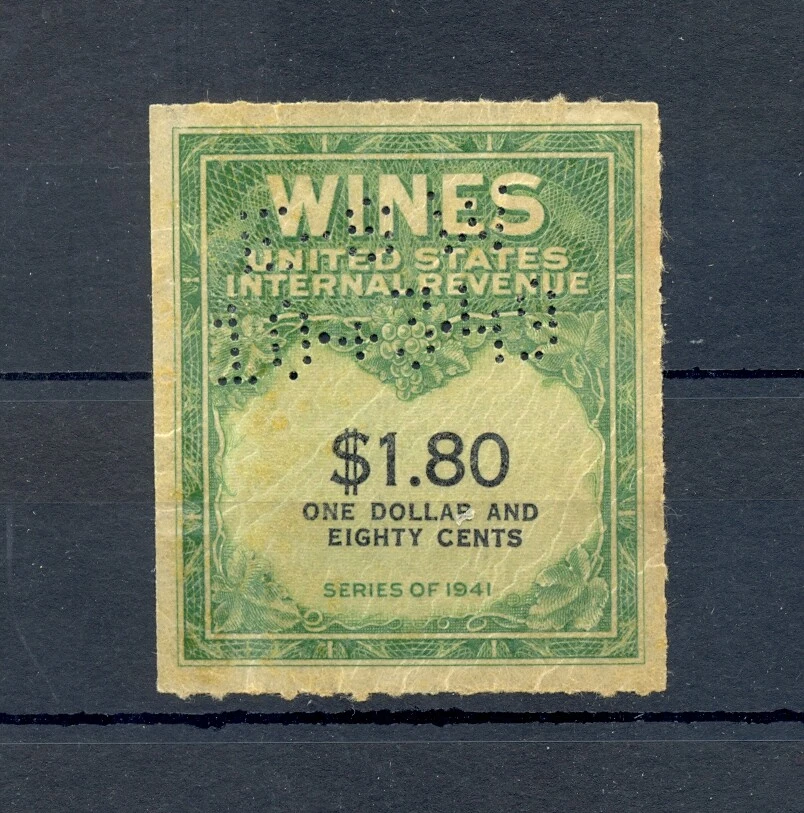 WINES
UNITED STATES
INTERNAL REVENUE
$1.80
ONE DOLLAR AND
EIGHTY CENTS
SERIES OF 1941